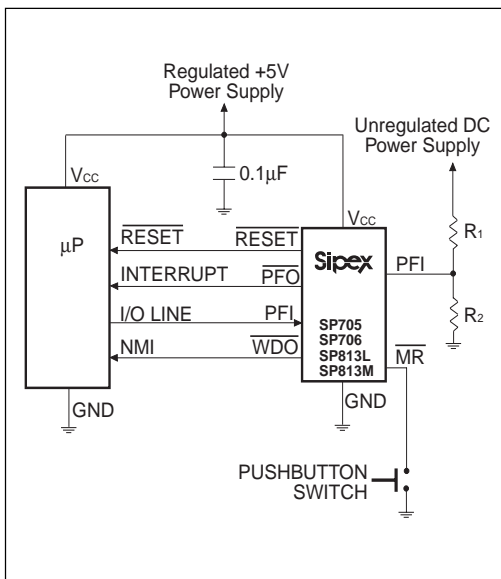 Regulated +5V
Power Supply
Unregulated DC
Power Supply
VCC
0.1µF
VCC
µP
RESET
RESET
Sipex
R1
INTERRUPT
PFO
PFI
I/O LINE
PFI
SP705
SP706
SP813L
SP813M
R2
NMI
WDO
MR
GND
GND
PUSHBUTTON
SWITCH